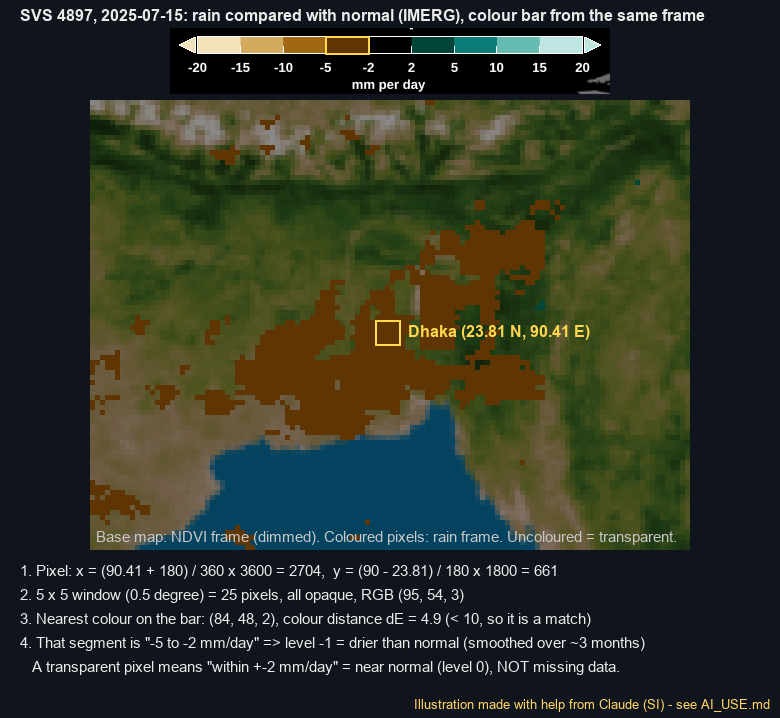 SVS 4897, 2025-07-15: rain compared with normal (IMERG), colour bar from the same frame
-20 -15 -10 -5 -2 2 5 10 15 20
mm per day
Dhaka (23.81 N, 90.41 E)
Base map: NDVI frame (dimmed). Coloured pixels: rain frame. Uncoloured = transparent.
1. Pixel: x = (90.41 + 180) / 360 x 3600 = 2704, y = (90 - 23.81) / 180 x 1800 = 661
2. 5 x 5 window (0.5 degree) = 25 pixels, all opaque, RGB (95, 54, 3)
3. Nearest colour on the bar: (84, 48, 2), colour distance dE = 4.9 (< 10, so it is a match)
4. That segment is "-5 to -2 mm/day" => level -1 = drier than normal (smoothed over ~3 months)
A transparent pixel means "within +-2 mm/day" = near normal (level 0), NOT missing data.
Illustration made with help from Claude (SI) - see AI_USE.md